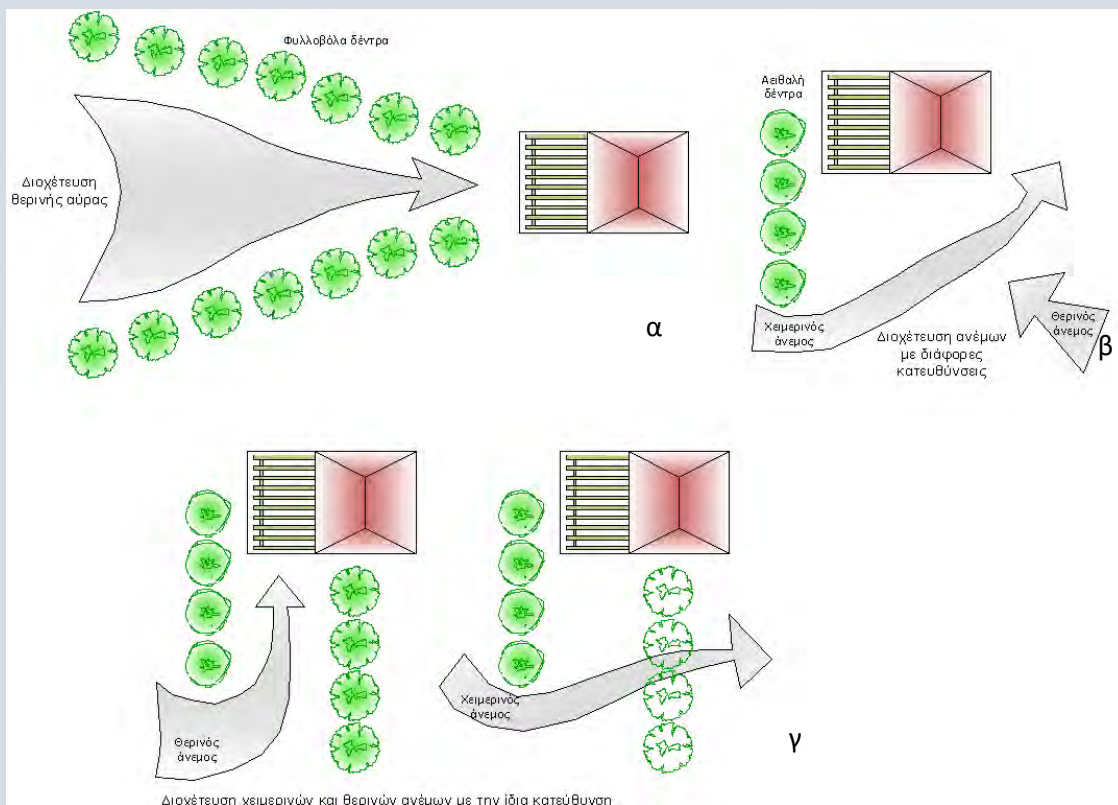 Φυλλοβόλα δέντρα
Διοχέτευση
θερινής αύρας
α
Αειθαλή
δέντρα
Χειμερινός
άνεμος
Διοχέτευση ανέμων
με διάφορες
κατευθύνσεις
Θερινός
άνεμος
β
Θερινός
άνεμος
Χειμερινός
άνεμος
γ
Διοχέτευση χειμερινών και θερινών ανέμων με την ίδια κατεύθυνση